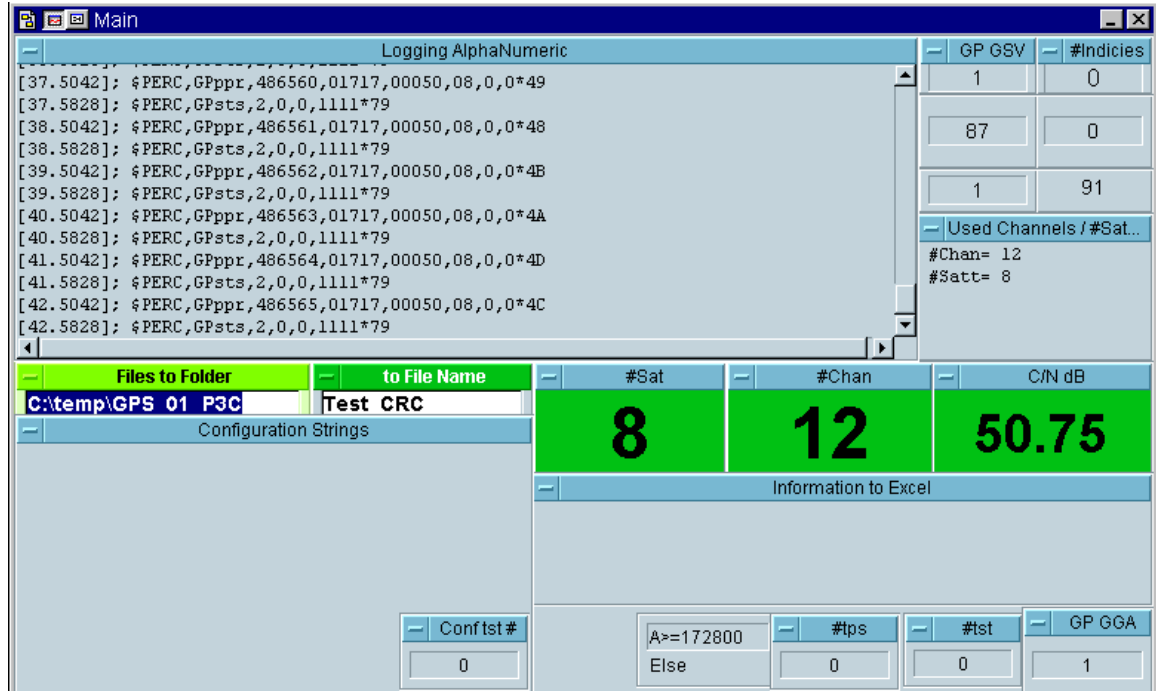 Main
Logging AlphaNumeric
[37.5042]; $PERC,GPppr,486560,01717,00050,08,0,0*49
[37.5828]; $PERC,GPsts,2,0,0,1111*79
[38.5042]; $PERC,GPppr,486561,01717,00050,08,0,0*48
[38.5828]; $PERC,GPsts,2,0,0,1111*79
[39.5042]; $PERC,GPppr,486562,01717,00050,08,0,0*4B
[39.5828]; $PERC,GPsts,2,0,0,1111*79
[40.5042]; $PERC,GPppr,486563,01717,00050,08,0,0*4A
[40.5828]; $PERC,GPsts,2,0,0,1111*79
[41.5042]; $PERC,GPppr,486564,01717,00050,08,0,0*4D
[41.5828]; $PERC,GPsts,2,0,0,1111*79
[42.5042]; $PERC,GPppr,486565,01717,00050,08,0,0*4C
[42.5828]; $PERC,GPsts,2,0,0,1111*79
GP GSV
#Indicies
1
0
87
0
1
91
Used Channels / #Sat...
#Chan= 12
#Satt= 8
Files to Folder
C:\temp\GPS 01 P3C
to File Name
Test CRC
#Sat
8
#Chan
12
C/N dB
50.75
Configuration Strings
Information to Excel
Conf tst #
0
A>=172800
Else
#tps
0
#tst
0
GP GGA
1